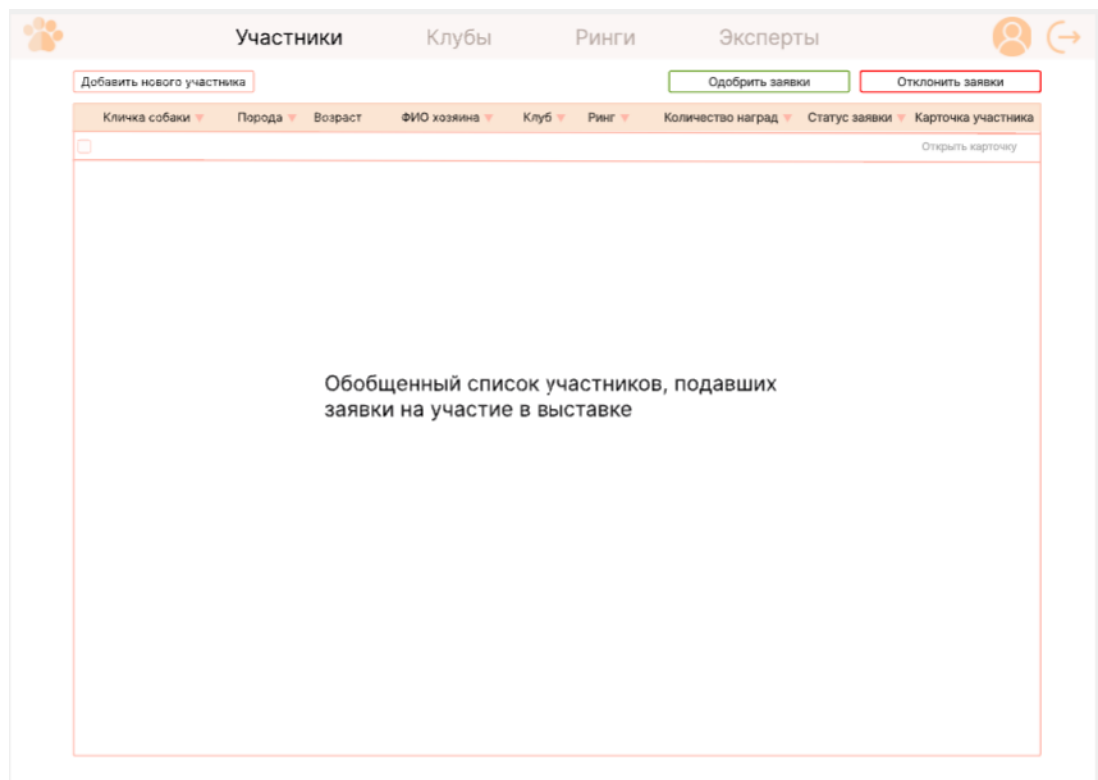 Участники Клубы Ринги Эксперты
Добавить нового участника Одобрить заявки Отклонить заявки
Кличка собаки Порода Возраст ФИО хозяина Клуб Ринг Количество наград Статус заявки Карточка участника
Открыть карточку
Обобщенный список участников, подавших
заявки на участие в выставке